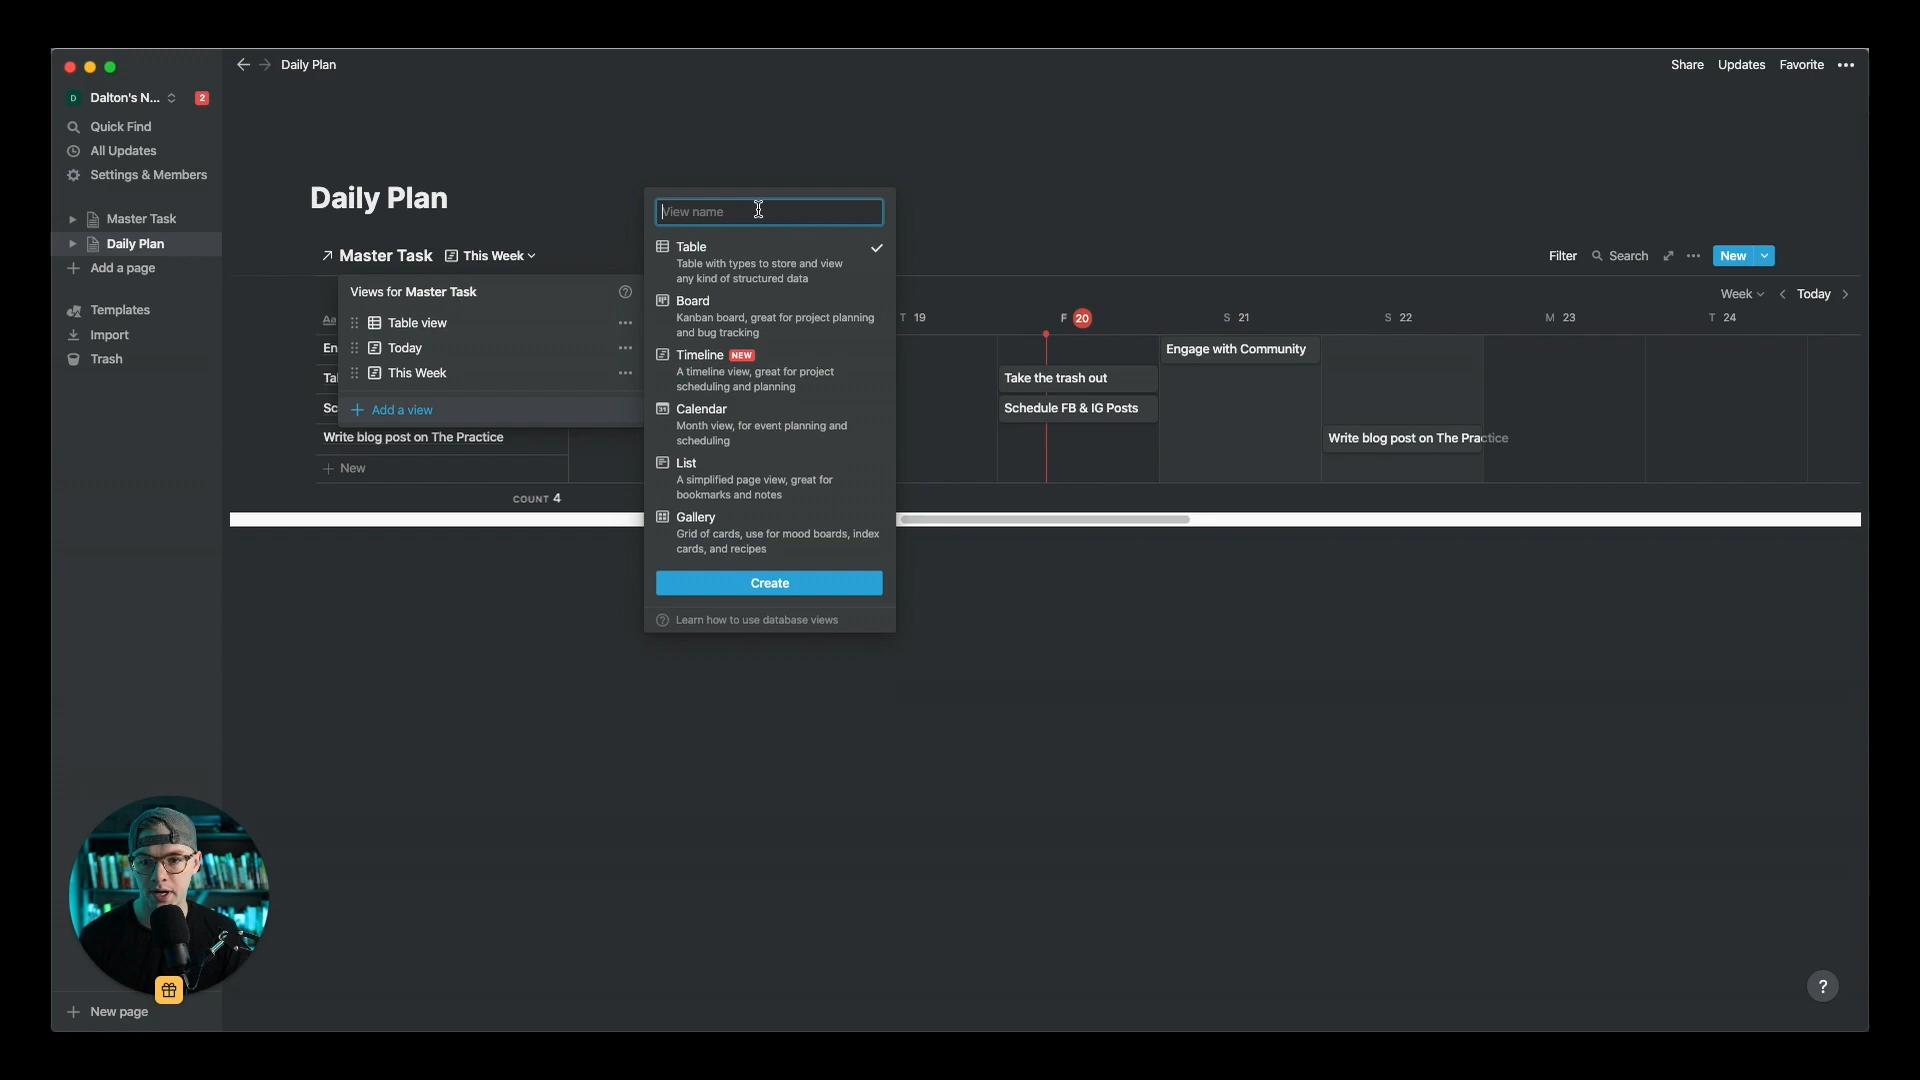 Daily Plan
Share Updates Favorite
D Dalton's N... 2
Quick Find
All Updates
Settings & Members
Master Task
Daily Plan
Add a page
Templates
Import
Trash
New page
Daily Plan
Master Task This Week
Filter Search New
Views for Master Task
Table view
Today
This Week
Add a view
Aa
En
Ta
Sc
Write blog post on The Practice
New
COUNT 4
View name
Table
Table with types to store and view
any kind of structured data
Board
Kanban board, great for project planning
and bug tracking
Timeline NEW
A timeline view, great for project
scheduling and planning
Calendar
Month view, for event planning and
scheduling
List
A simplified page view, great for
bookmarks and notes
Gallery
Grid of cards, use for mood boards, index
cards, and recipes
Create
Learn how to use database views
Week Today
T 19 F 20 S 21 S 22 M 23 T 24
Engage with Community
Take the trash out
Schedule FB & IG Posts
Write blog post on The Practice
?